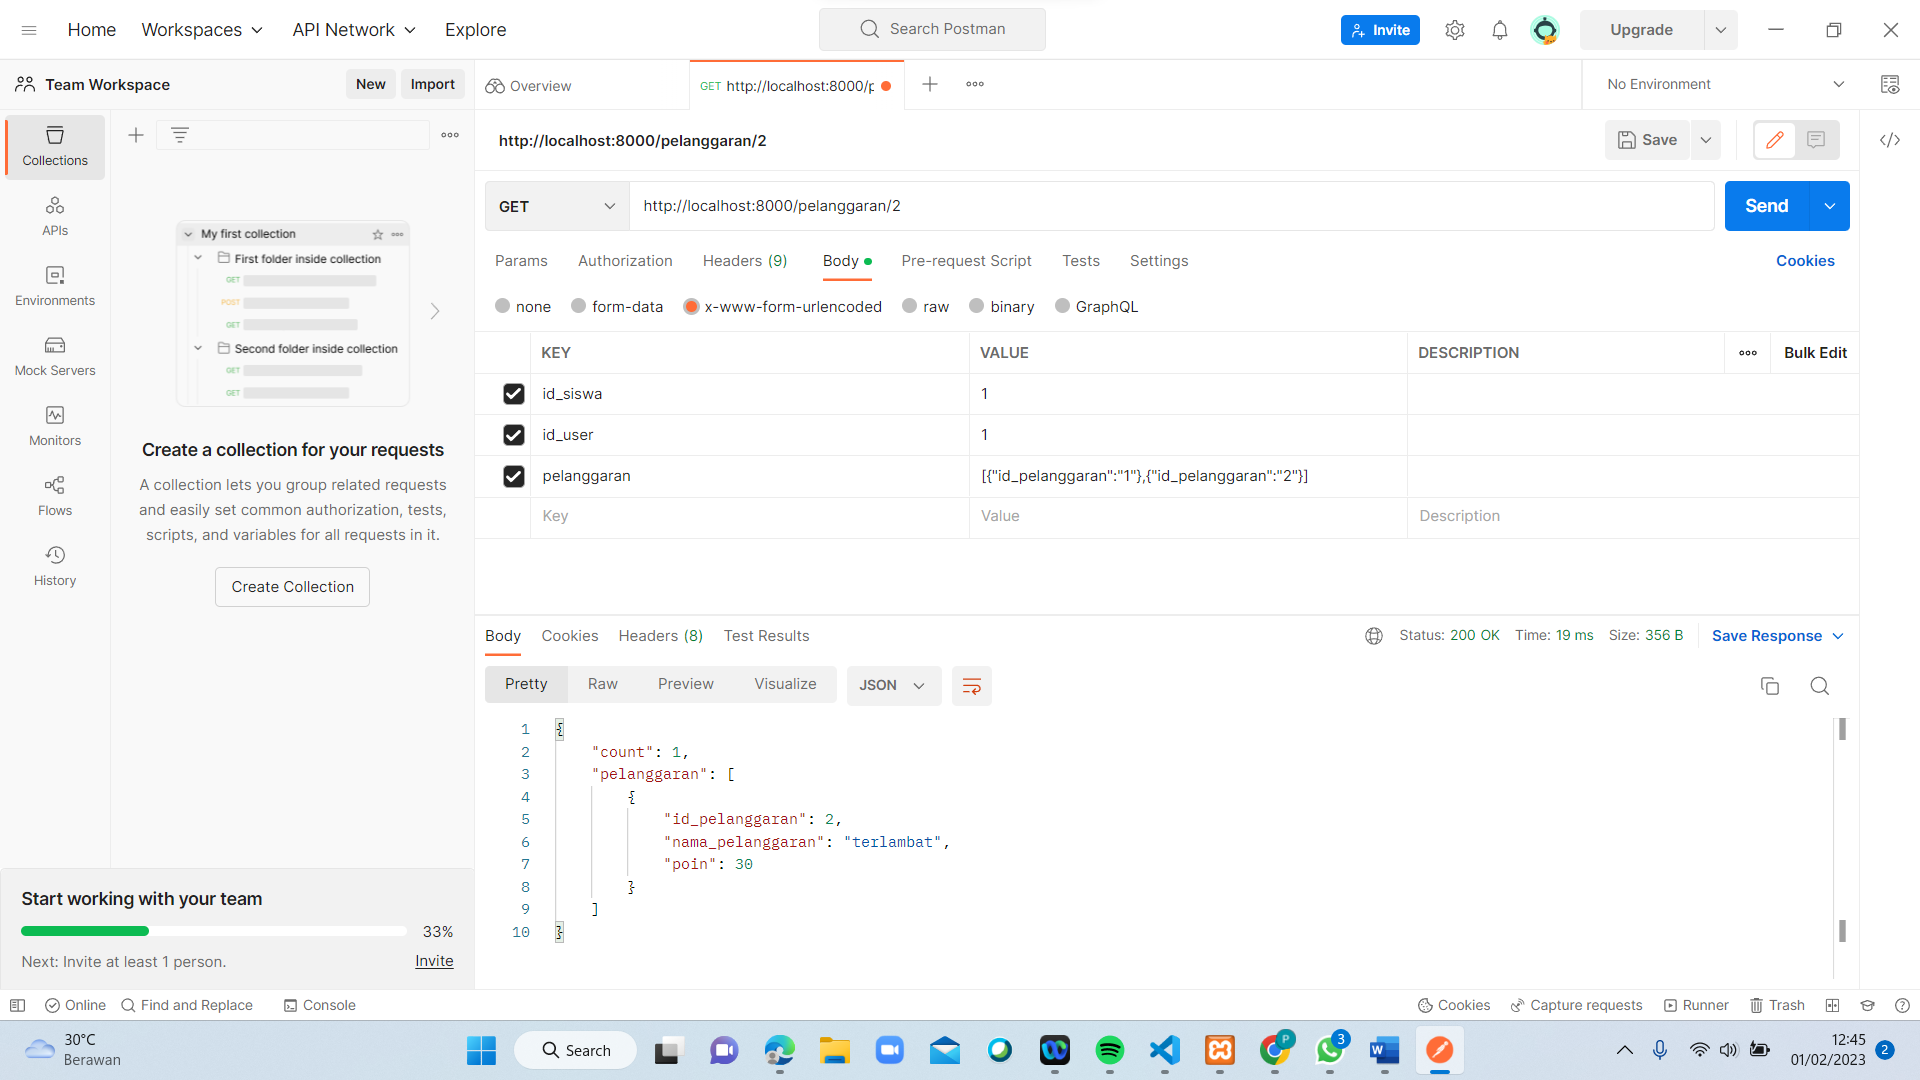 Home
Workspaces
API Network
Explore
Search Postman
Invite
Upgrade
Team Workspace
New
Import
Overview
GET http://localhost:8000/p
No Environment
Collections
APIs
Environments
Mock Servers
Monitors
Flows
History
My first collection
First folder inside collection
GET
POST
GET
Second folder inside collection
GET
GET
Create a collection for your requests
A collection lets you group related requests
and easily set common authorization, tests,
scripts, and variables for all requests in it.
Create Collection
Start working with your team
33%
Next: Invite at least 1 person.
Invite
http://localhost:8000/pelanggaran/2
Save
GET
http://localhost:8000/pelanggaran/2
Send
Params
Authorization
Headers (9)
Body
Pre-request Script
Tests
Settings
Cookies
none
form-data
x-www-form-urlencoded
raw
binary
GraphQL
KEY VALUE DESCRIPTION
Bulk Edit
id_siswa 1
id_user 1
pelanggaran [{"id_pelanggaran":"1"},{"id_pelanggaran":"2"}]
Key Value Description
Body
Cookies
Headers (8)
Test Results
Status: 200 OK
Time: 19 ms
Size: 356 B
Save Response
Pretty
Raw
Preview
Visualize
JSON
1 {
2 "count": 1,
3 "pelanggaran": [
4 {
5 "id_pelanggaran": 2,
6 "nama_pelanggaran": "terlambat",
7 "poin": 30
8 }
9 ]
10 }
Online
Find and Replace
Console
Cookies
Capture requests
Runner
Trash
30°C
Berawan
Search
P
3
W
12:45
01/02/2023
2